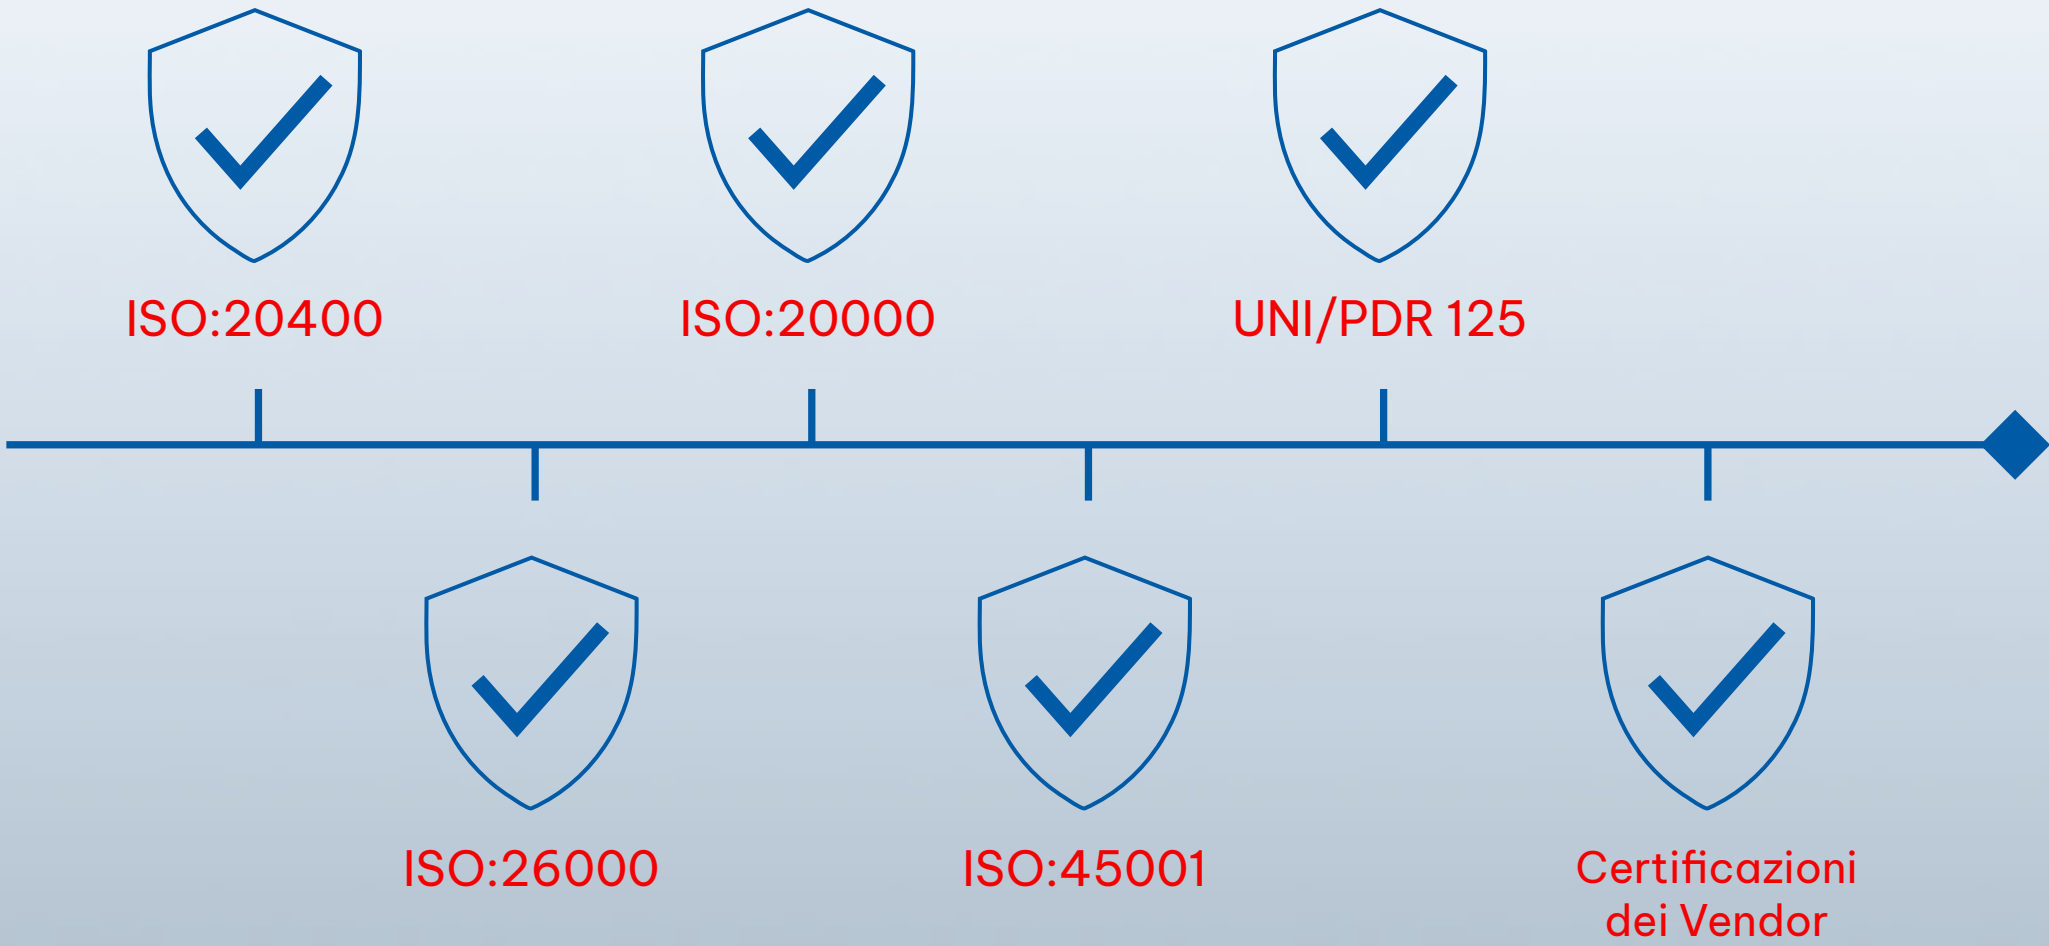 ISO:20400
ISO:20000
UNI/PDR 125
ISO:26000
ISO:45001
Certificazioni
dei Vendor